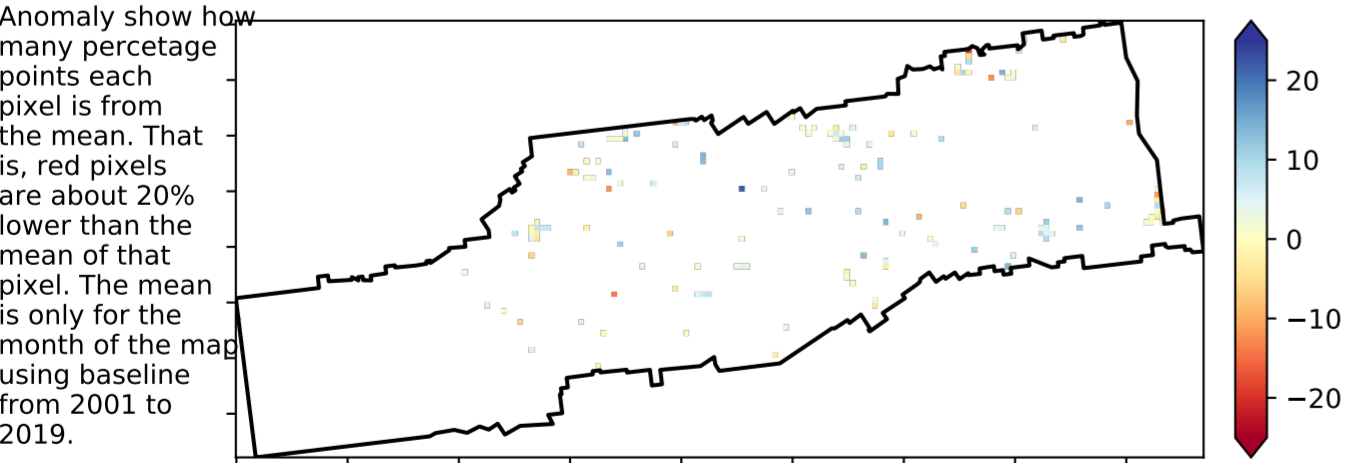 Anomaly show how
many percetage
points each
pixel is from
the mean. That
is, red pixels
are about 20%
lower than the
mean of that
pixel. The mean
is only for the
month of the map
using baseline
from 2001 to
2019.
20
10
0
−10
−20